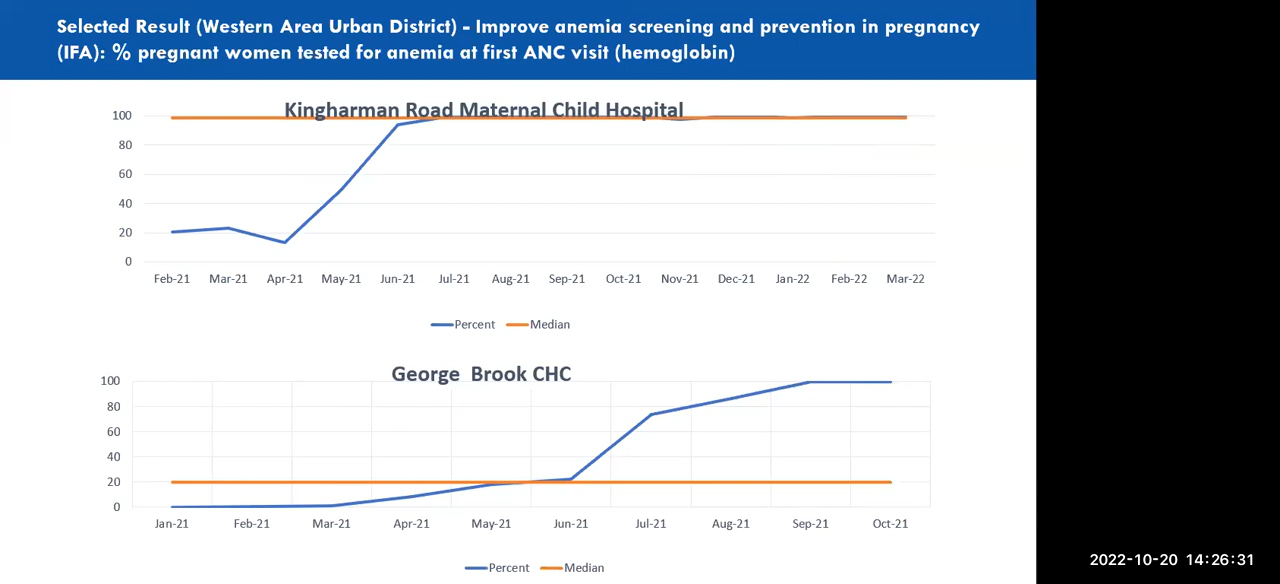 Selected Result (Western Area Urban District) - Improve anemia screening and prevention in pregnancy
(IFA): % pregnant women tested for anemia at first ANC visit (hemoglobin)
Kingharman Road Maternal Child Hospital
100
80
60
40
20
0
Feb-21 Mar-21 Apr-21 May-21 Jun-21 Jul-21 Aug-21 Sep-21 Oct-21 Nov-21 Dec-21 Jan-22 Feb-22 Mar-22
Percent Median
George Brook CHC
100
80
60
40
20
0
Jan-21 Feb-21 Mar-21 Apr-21 May-21 Jun-21 Jul-21 Aug-21 Sep-21 Oct-21
Percent Median
2022-10-20 14:26:31